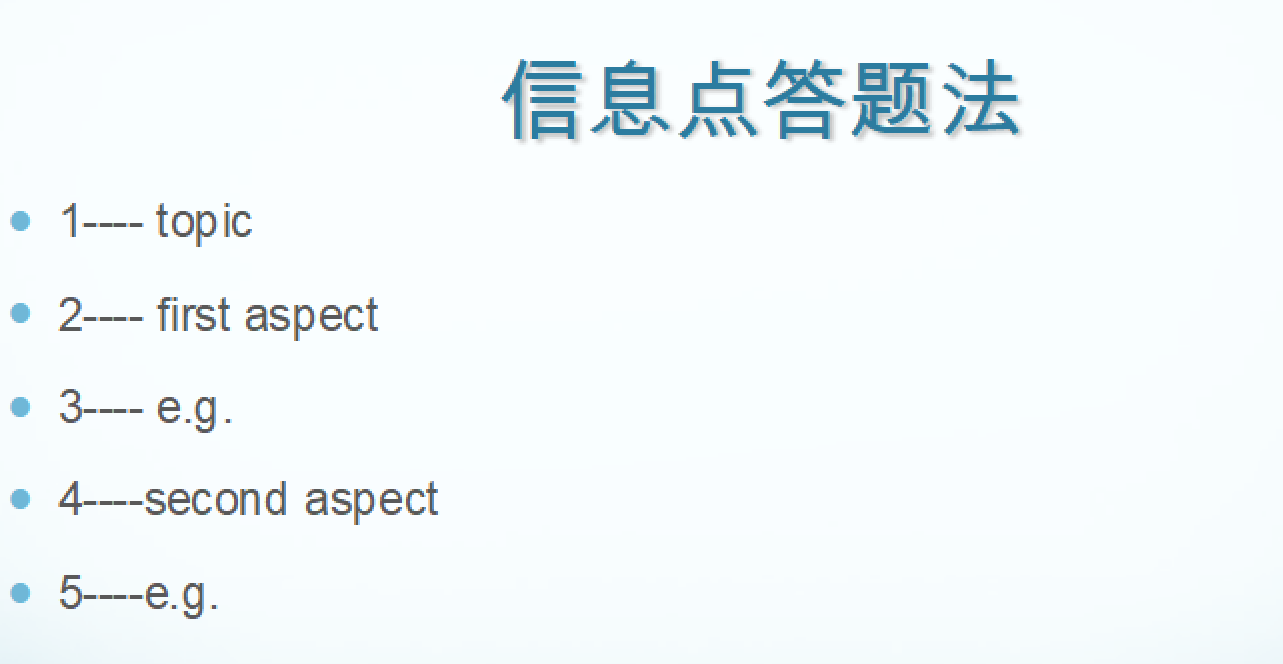 信息点答题法
• 1---- topic
• 2---- first aspect
• 3---- e.g.
• 4----second aspect
• 5----e.g.